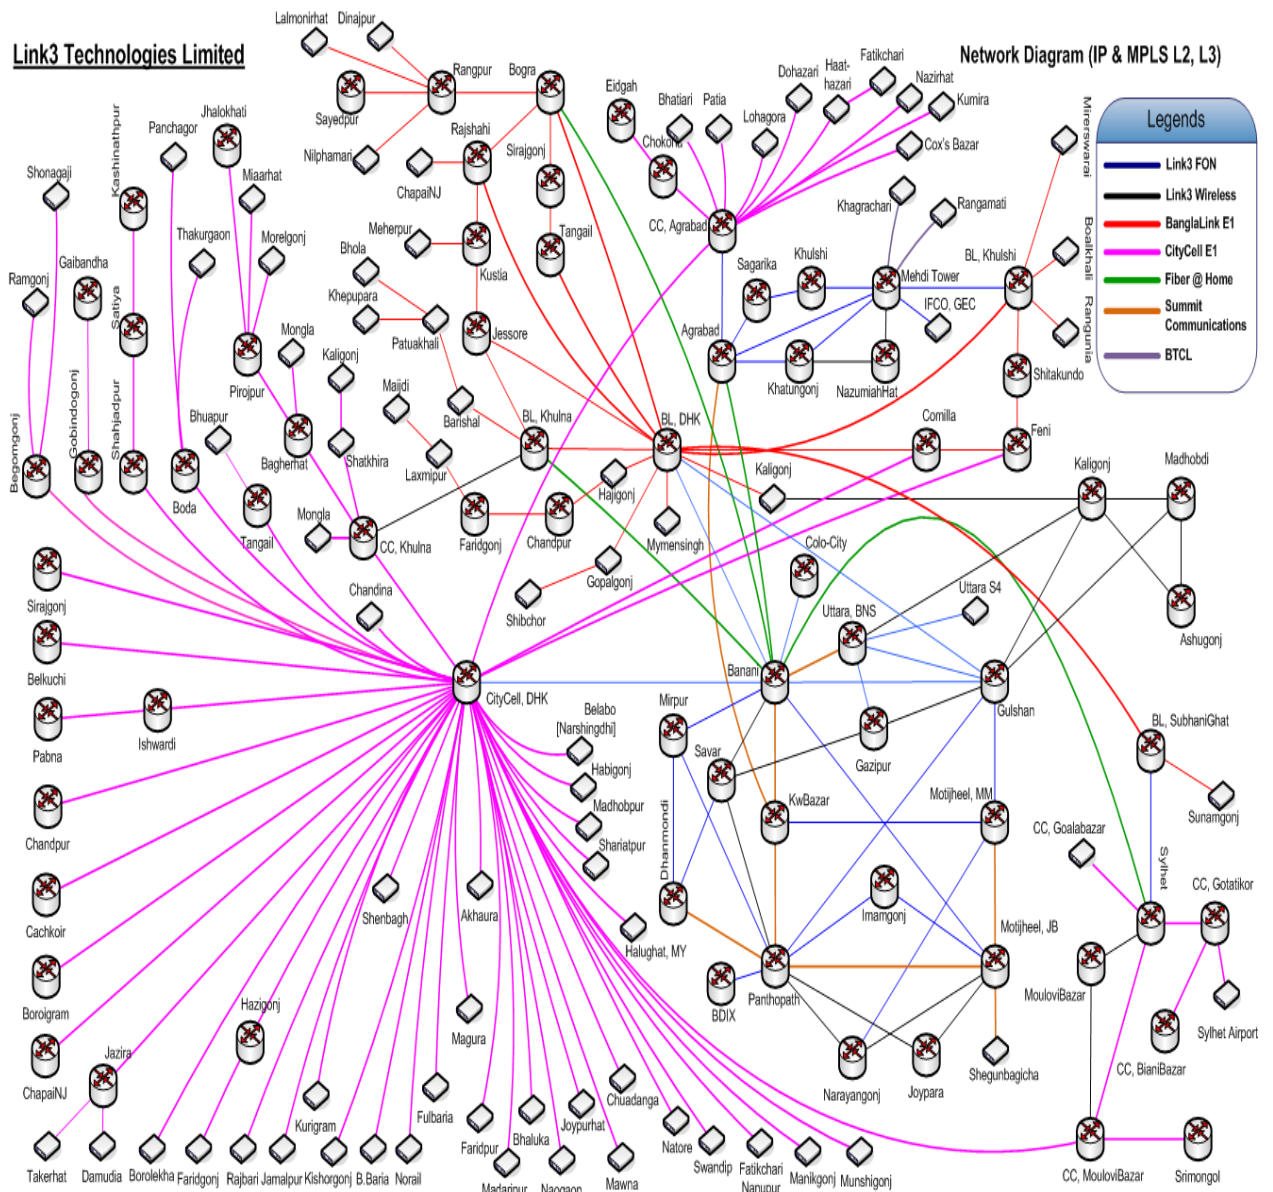 Link3 Technologies Limited
Network Diagram (IP & MPLS L2, L3)
Legends
Link3 FON
Link3 Wireless
BanglaLink E1
CityCell E1
Fiber @ Home
Summit
Communications
BTCL
Lalmonirhat
Dinajpur
Rangpur
Bogra
Sayedpur
Nilphamari
Rajshahi
ChapaiNJ
Sirajgonj
Meherpur
Kustia
Tangail
Bhola
Khepupara
Patuakhali
Jessore
Barishal
BL, Khulna
Laxmipur
Faridgonj
Chandpur
Hajigonj
BL, DHK
Mymensingh
Gopalgonj
Shibchor
Kaligonj
Eidgah
Chokoria
Bhatiari
Patia
Lohagora
Dohazari
Haat-
hazari
Fatikchari
Nazirhat
Kumira
Cox's Bazar
CC, Agrabad
Khagrachari
Rangamati
Sagarika
Khulshi
Mehdi Tower
BL, Khulshi
IFCO, GEC
Agrabad
Khatungonj
NazumiahHat
Mirerswarai
Boalkhali
Rangunia
Shitakundo
Comilla
Feni
Kaligonj
Madhobdi
Ashugonj
Shonagaji
Ramgonj
Begomgonj
Gaibandha
Gobindogonj
Kashinathpur
Satiya
Shahjadpur
Panchagor
Thakurgaon
Boda
Jhalokhati
Miaarhat
Morelgonj
Pirojpur
Mongla
Bagherhat
Kaligonj
Shatkhira
Bhuapur
Tangail
Mongla
CC, Khulna
Chandina
Sirajgonj
Belkuchi
Pabna
Ishwardi
Chandpur
Cachkoir
Boroigram
ChapaiNJ
Jazira
Takerhat
Damudia
Hazigonj
Borolekha
Faridgonj
Rajbari
Jamalpur
Kurigram
Kishorgonj
B.Baria
Norail
Fulbaria
Shenbagh
Akhaura
Magura
Faridpur
Madaripur
Bhaluka
Naogaon
Joypurhat
Mawna
Chuadanga
Natore
Swandip
Fatikchari
Nanupur
Manikgonj
Munshigonj
CityCell, DHK
Belabo
[Narshingdhi]
Habigonj
Madhobpur
Shariatpur
Halughat, MY
Colo-City
Uttara, BNS
Uttara S4
Banani
Gulshan
Gazipur
Mirpur
Savar
Dhanmondi
KwBazar
Motijheel, MM
Imamgonj
Motijheel, JB
Panthopath
BDIX
Narayangonj
Joypara
Shegunbagicha
BL, SubhaniGhat
Sunamgonj
CC, Goalabazar
Sylhet
CC, Gotatikor
MouloviBazar
CC, BianiBazar
Sylhet Airport
CC, MouloviBazar
Srimongol